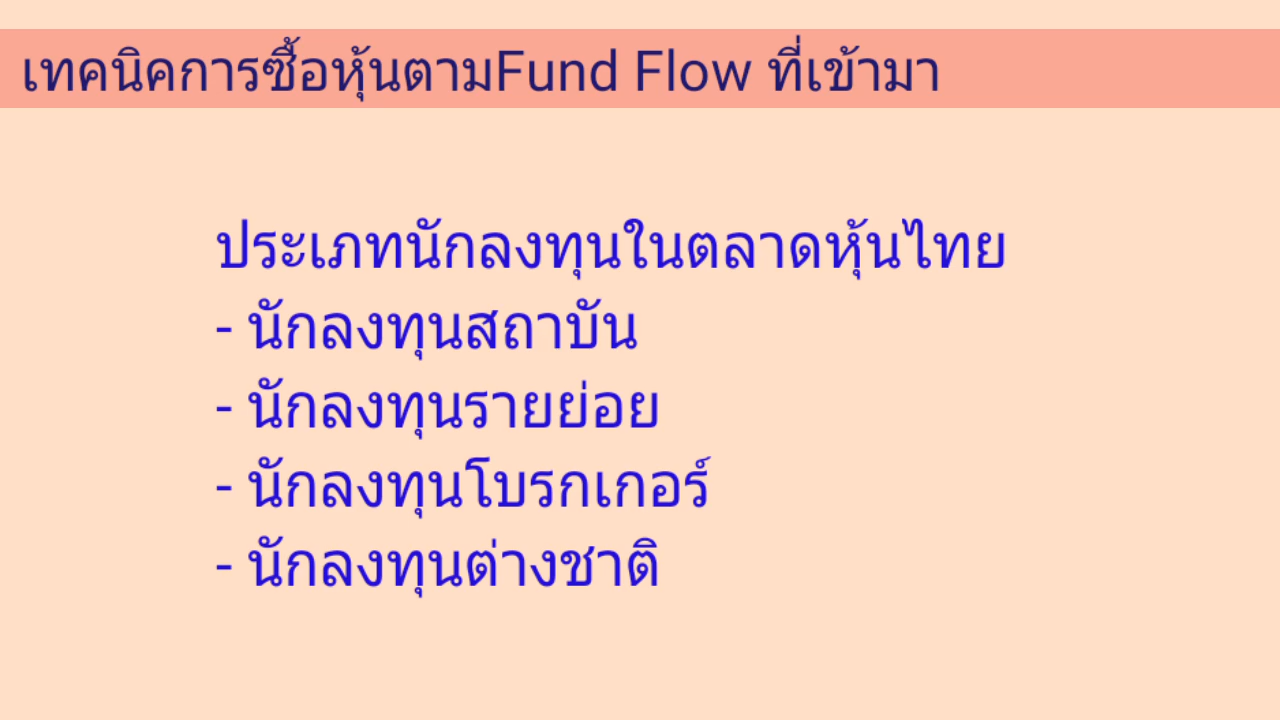 เทคนิคการซื้อหุ้นตามFund Flow ที่เข้ามา
ประเภทนักลงทุนในตลาดหุ้นไทย
- นักลงทุนสถาบัน
- นักลงทุนรายย่อย
- นักลงทุนโบรกเกอร์
- นักลงทุนต่างชาติ